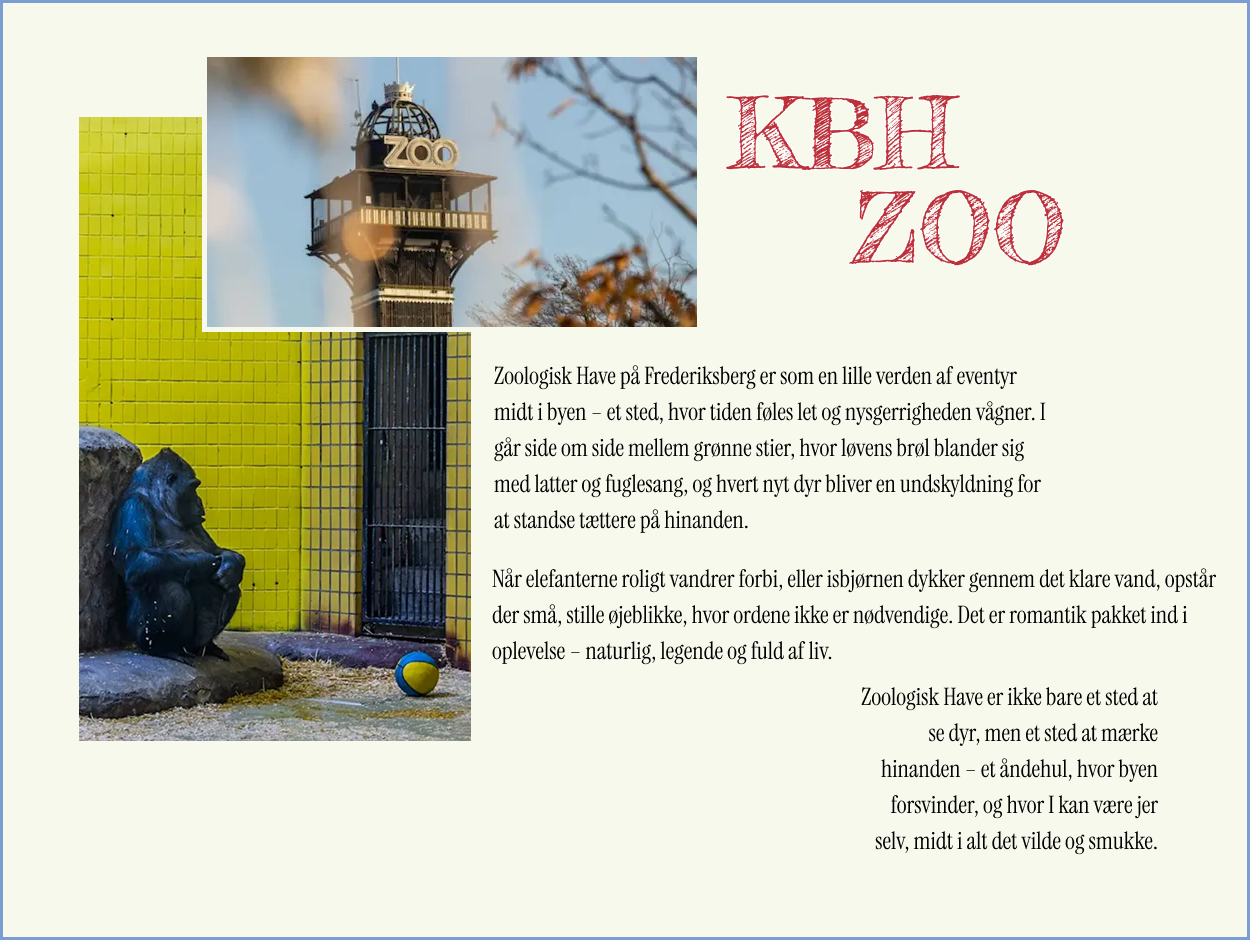 ZOO
KBH
ZOO
Zoologisk Have på Frederiksberg er som en lille verden af eventyr
midt i byen – et sted, hvor tiden føles let og nysgerrigheden vågner. I
går side om side mellem grønne stier, hvor løvens brøl blander sig
med latter og fuglesang, og hvert nyt dyr bliver en undskyldning for
at standse tættere på hinanden.
Når elefanterne roligt vandrer forbi, eller isbjørnen dykker gennem det klare vand, opstår
der små, stille øjeblikke, hvor ordene ikke er nødvendige. Det er romantik pakket ind i
oplevelse – naturlig, legende og fuld af liv.
Zoologisk Have er ikke bare et sted at
se dyr, men et sted at mærke
hinanden – et åndehul, hvor byen
forsvinder, og hvor I kan være jer
selv, midt i alt det vilde og smukke.